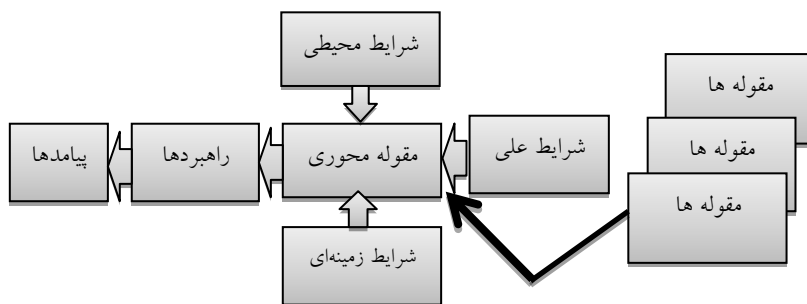 شرایط محیطی
مقوله ها
مقوله ها
مقوله ها
شرایط علی
مقوله محوری
راهبردها
پیامدها
شرایط زمینه‌ای